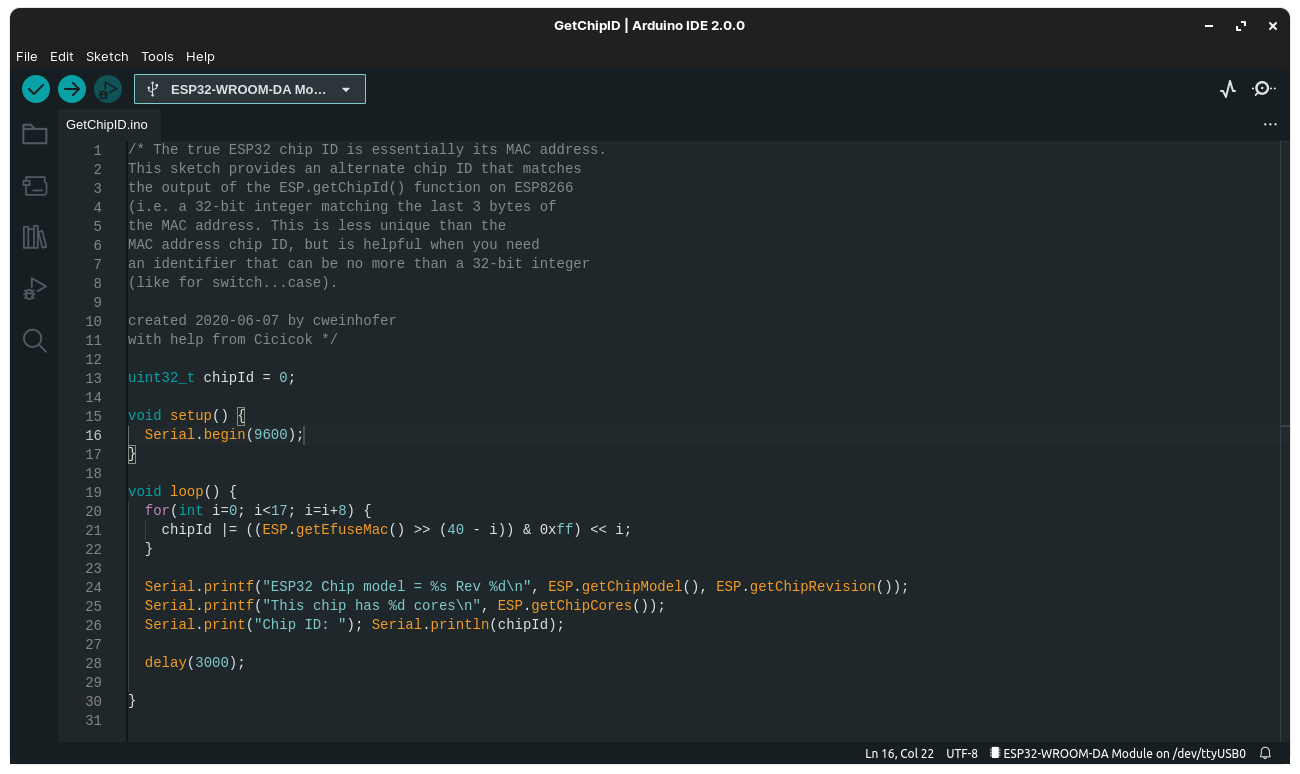 GetChipID | Arduino IDE 2.0.0
File Edit Sketch Tools Help
ESP32-WROOM-DA Mo...
GetChipID.ino
1 /* The true ESP32 chip ID is essentially its MAC address.
2 This sketch provides an alternate chip ID that matches
3 the output of the ESP.getChipId() function on ESP8266
4 (i.e. a 32-bit integer matching the last 3 bytes of
5 the MAC address. This is less unique than the
6 MAC address chip ID, but is helpful when you need
7 an identifier that can be no more than a 32-bit integer
8 (like for switch...case).
9
10 created 2020-06-07 by cweinhofer
11 with help from Cicicok */
12
13 uint32_t chipId = 0;
14
15 void setup() {
16   Serial.begin(9600);
17 }
18
19 void loop() {
20   for(int i=0; i<17; i=i+8) {
21     chipId |= ((ESP.getEfuseMac() >> (40 - i)) & 0xff) << i;
22   }
23
24   Serial.printf("ESP32 Chip model = %s Rev %d\n", ESP.getChipModel(), ESP.getChipRevision());
25   Serial.printf("This chip has %d cores\n", ESP.getChipCores());
26   Serial.print("Chip ID: "); Serial.println(chipId);
27
28   delay(3000);
29
30 }
31
Ln 16, Col 22 UTF-8 ESP32-WROOM-DA Module on /dev/ttyUSB0